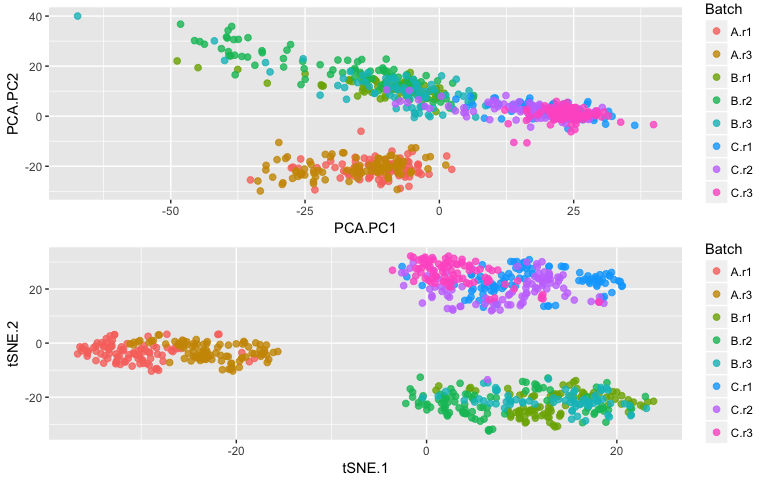 40
20
0
-20
PCA.PC2
-50
-25
0
25
PCA.PC1
Batch
A.r1
A.r3
B.r1
B.r2
B.r3
C.r1
C.r2
C.r3
20
0
-20
tSNE.2
-20
0
20
tSNE.1
Batch
A.r1
A.r3
B.r1
B.r2
B.r3
C.r1
C.r2
C.r3